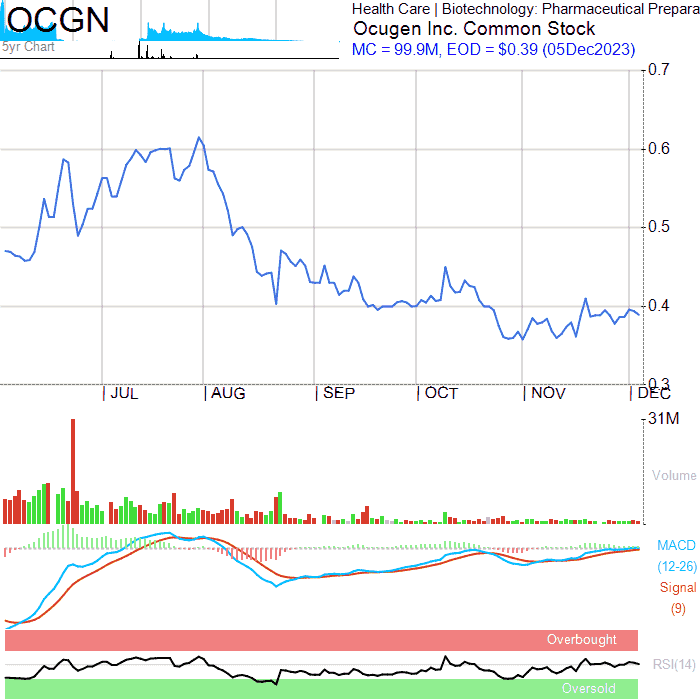 OCGN
5yr Chart
Health Care | Biotechnology: Pharmaceutical Prepara
Ocugen Inc. Common Stock
MC = 99.9M, EOD = $0.39 (05Dec2023)
0.7
0.6
0.5
0.4
0.3
JUL
AUG
SEP
OCT
NOV
DEC
31M
Volume
MACD
(12-26)
Signal
(9)
Overbought
RSI(14)
Oversold